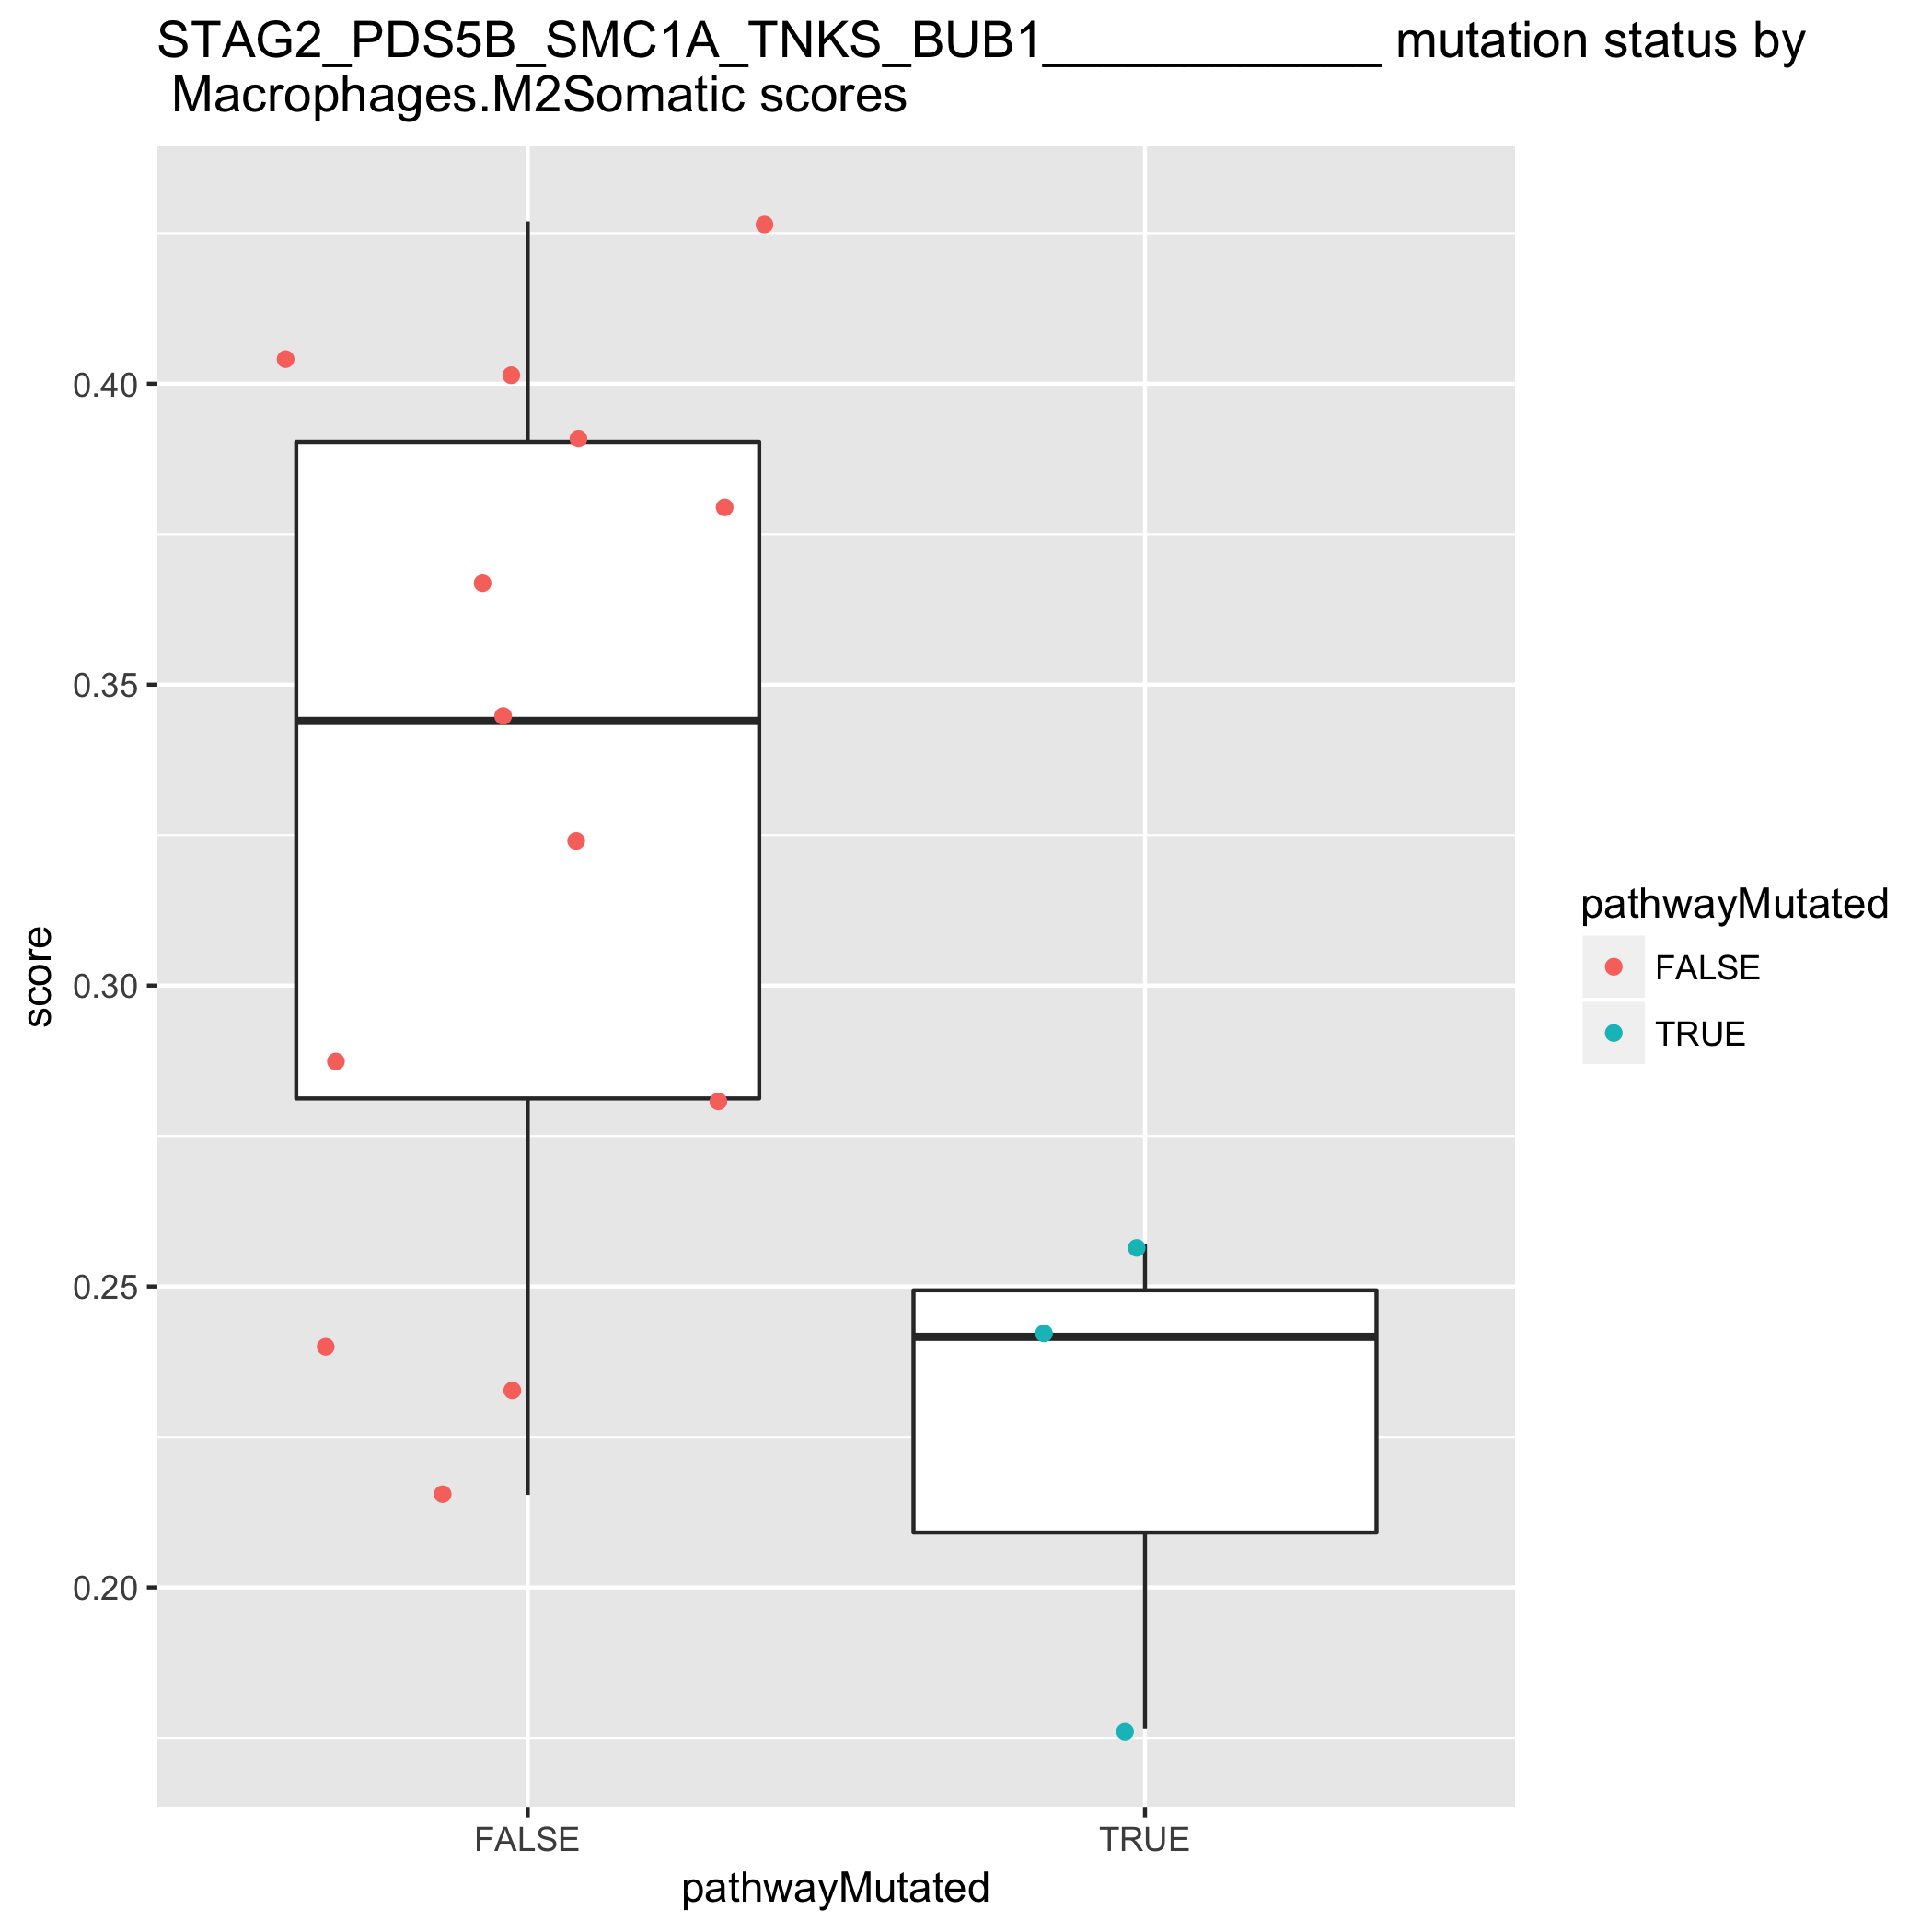 STAG2_PDS5B_SMC1A_TNKS_BUB1____________ mutation status by
Macrophages.M2Somatic scores
0.40
0.35
0.30
0.25
0.20
score
FALSE
TRUE
pathwayMutated
pathwayMutated
FALSE
TRUE